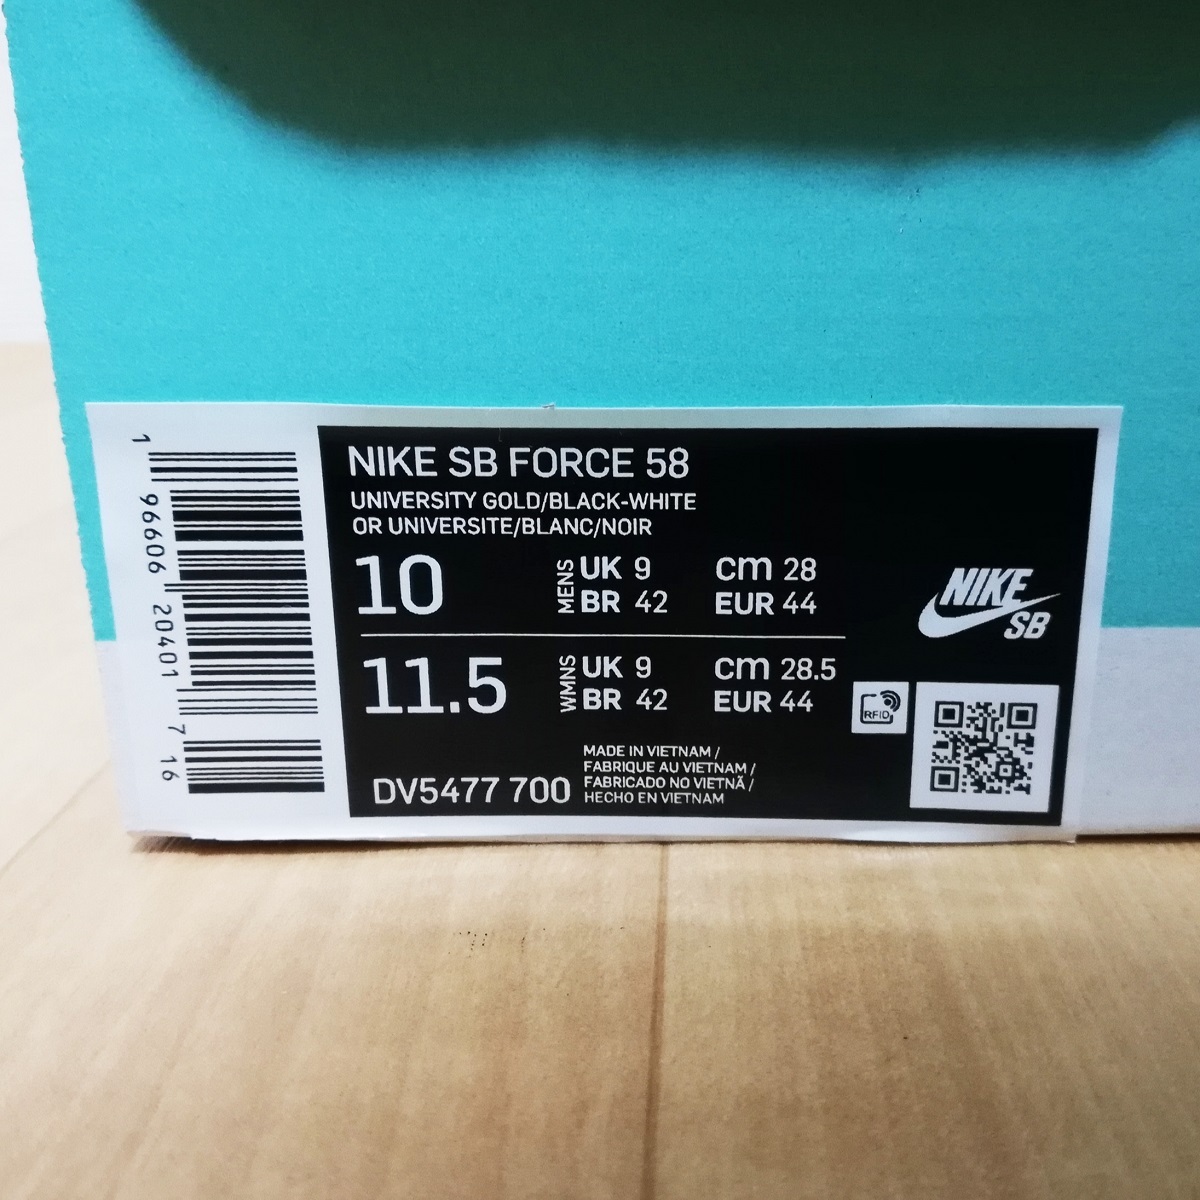 1
96606
20401
7
16
NIKE SB FORCE 58
UNIVERSITY GOLD/BLACK-WHITE
OR UNIVERSITE/BLANC/NOIR
10 MENS UK 9 cm 28
BR 42 EUR 44
11.5 WMNS UK 9 cm 28.5
BR 42 EUR 44
NIKE
SB
RFID
DV5477 700
MADE IN VIETNAM /
FABRIQUE AU VIETNAM /
FABRICADO NO VIETNÃ /
HECHO EN VIETNAM